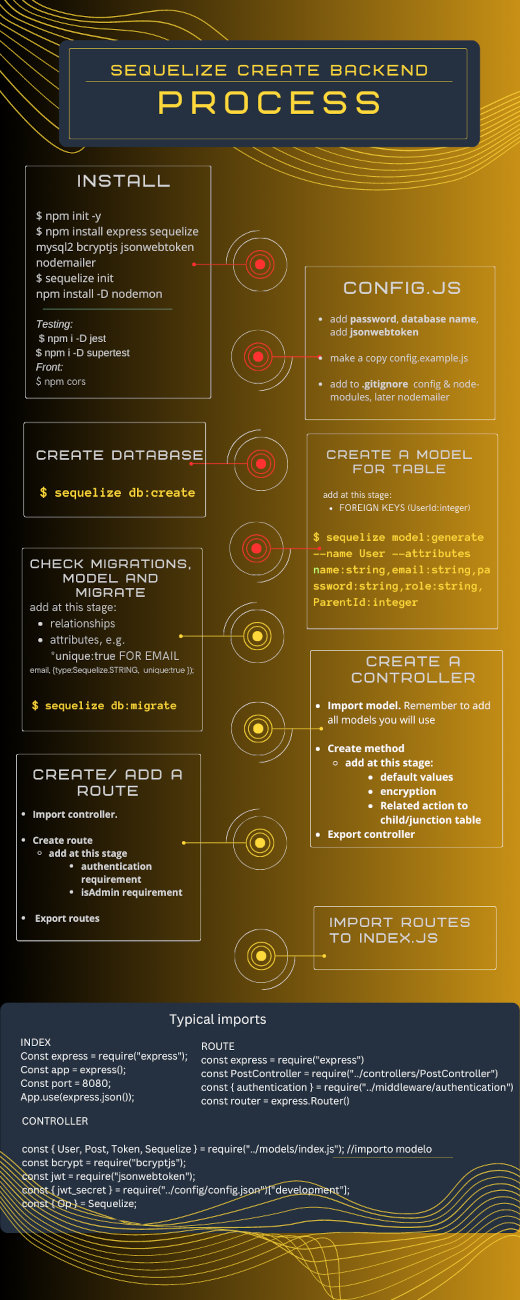 SEQUELIZE CREATE BACKEND
PROCESS
INSTALL
$ npm init -y
$ npm install express sequelize
mysql2 bcryptjs jsonwebtoken
nodemailer
$ sequelize init
npm install -D nodemon
Testing:
$ npm i -D jest
$ npm i -D supertest
Front:
$ npm cors
CONFIG.JS
• add password, database name,
add jsonwebtoken
• make a copy config.example.js
• add to .gitignore config & node-
modules, later nodemailer
CREATE DATABASE
$ sequelize db:create
CREATE A MODEL
FOR TABLE
add at this stage:
• FOREIGN KEYS (UserId:integer)
$ sequelize model:generate
--name User --attributes
name:string,email:string,pa
ssword:string,role:string,
ParentId:integer
CHECK MIGRATIONS,
MODEL AND
MIGRATE
add at this stage:
• relationships
• attributes, e.g.
*unique:true FOR EMAIL
email, {type:Sequelize.STRING, unique:true });
$ sequelize db:migrate
CREATE A
CONTROLLER
• Import model. Remember to add
all models you will use
• Create method
○ add at this stage:
▪ default values
▪ encryption
▪ Related action to
child/junction table
• Export controller
CREATE/ ADD A
ROUTE
• Import controller.
• Create route
○ add at this stage
▪ authentication
requirement
▪ isAdmin requirement
• Export routes
IMPORT ROUTES
TO INDEX.JS
Typical imports
INDEX
Const express = require("express");
Const app = express();
Const port = 8080;
App.use(express.json());
ROUTE
const express = require("express")
const PostController = require("../controllers/PostController")
const { authentication } = require("../middleware/authentication")
const router = express.Router()
CONTROLLER
const { User, Post, Token, Sequelize } = require("../models/index.js"); //importo modelo
const bcrypt = require("bcryptjs");
const jwt = require("jsonwebtoken");
const { jwt_secret } = require("../config/config.json")["development"];
const { Op } = Sequelize;